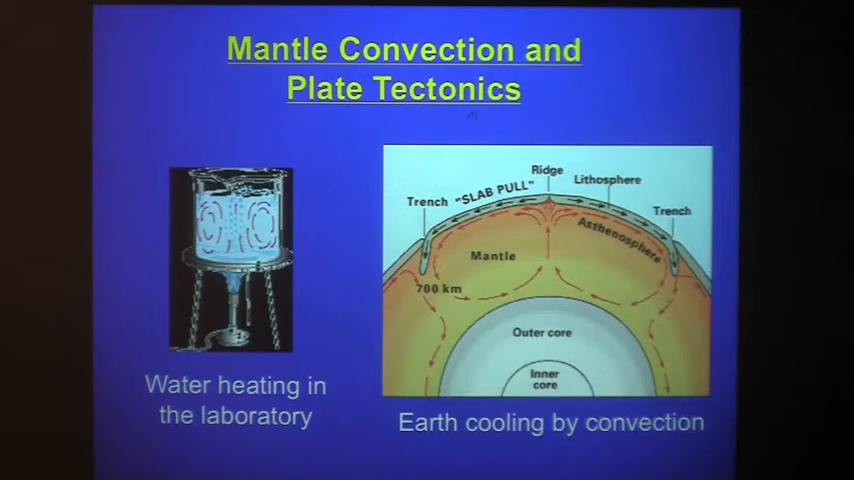 Mantle Convection and
Plate Tectonics
Ridge
Lithosphere
Trench
"SLAB PULL"
Trench
Asthenosphere
Mantle
700 km
Outer core
Inner
core
Water heating in
the laboratory
Earth cooling by convection